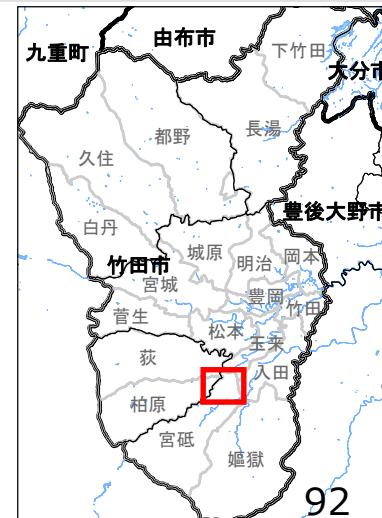 由布市
九重町
下竹田
大分市
長湯
都野
久住
豊後大野市
白丹
城原
岡本
明治
竹田市
宮城
豊岡
竹田
菅生
松本
玉来
荻
入田
柏原
宮砥
嫗獄
92